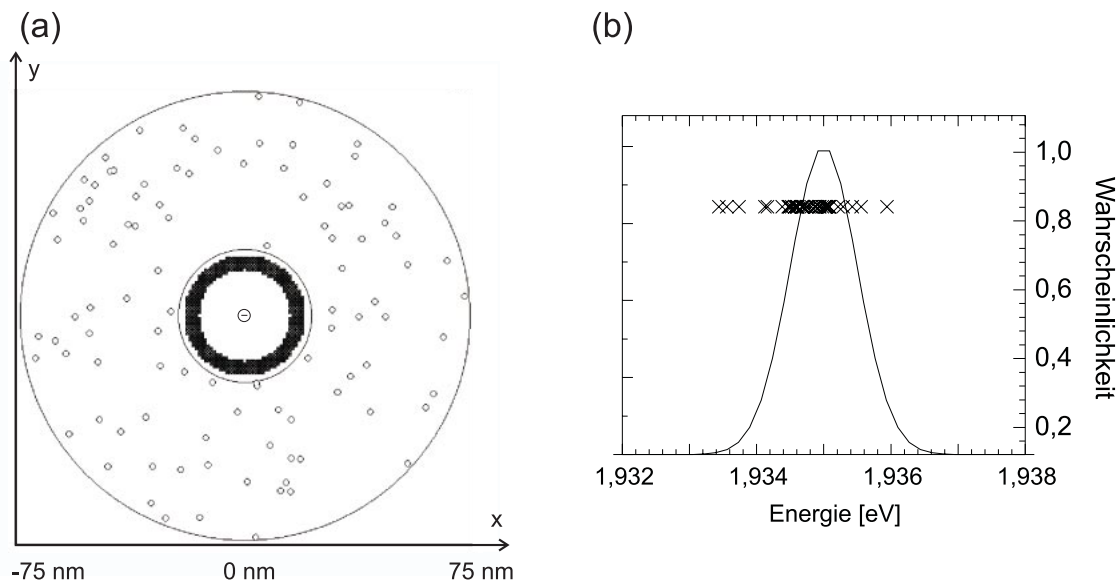 (a)
y
x
-75 nm 0 nm 75 nm
(b)
1,0
0,8
0,6
0,4
0,2
Wahrscheinlichkeit
1,932 1,934 1,936 1,938
Energie [eV]